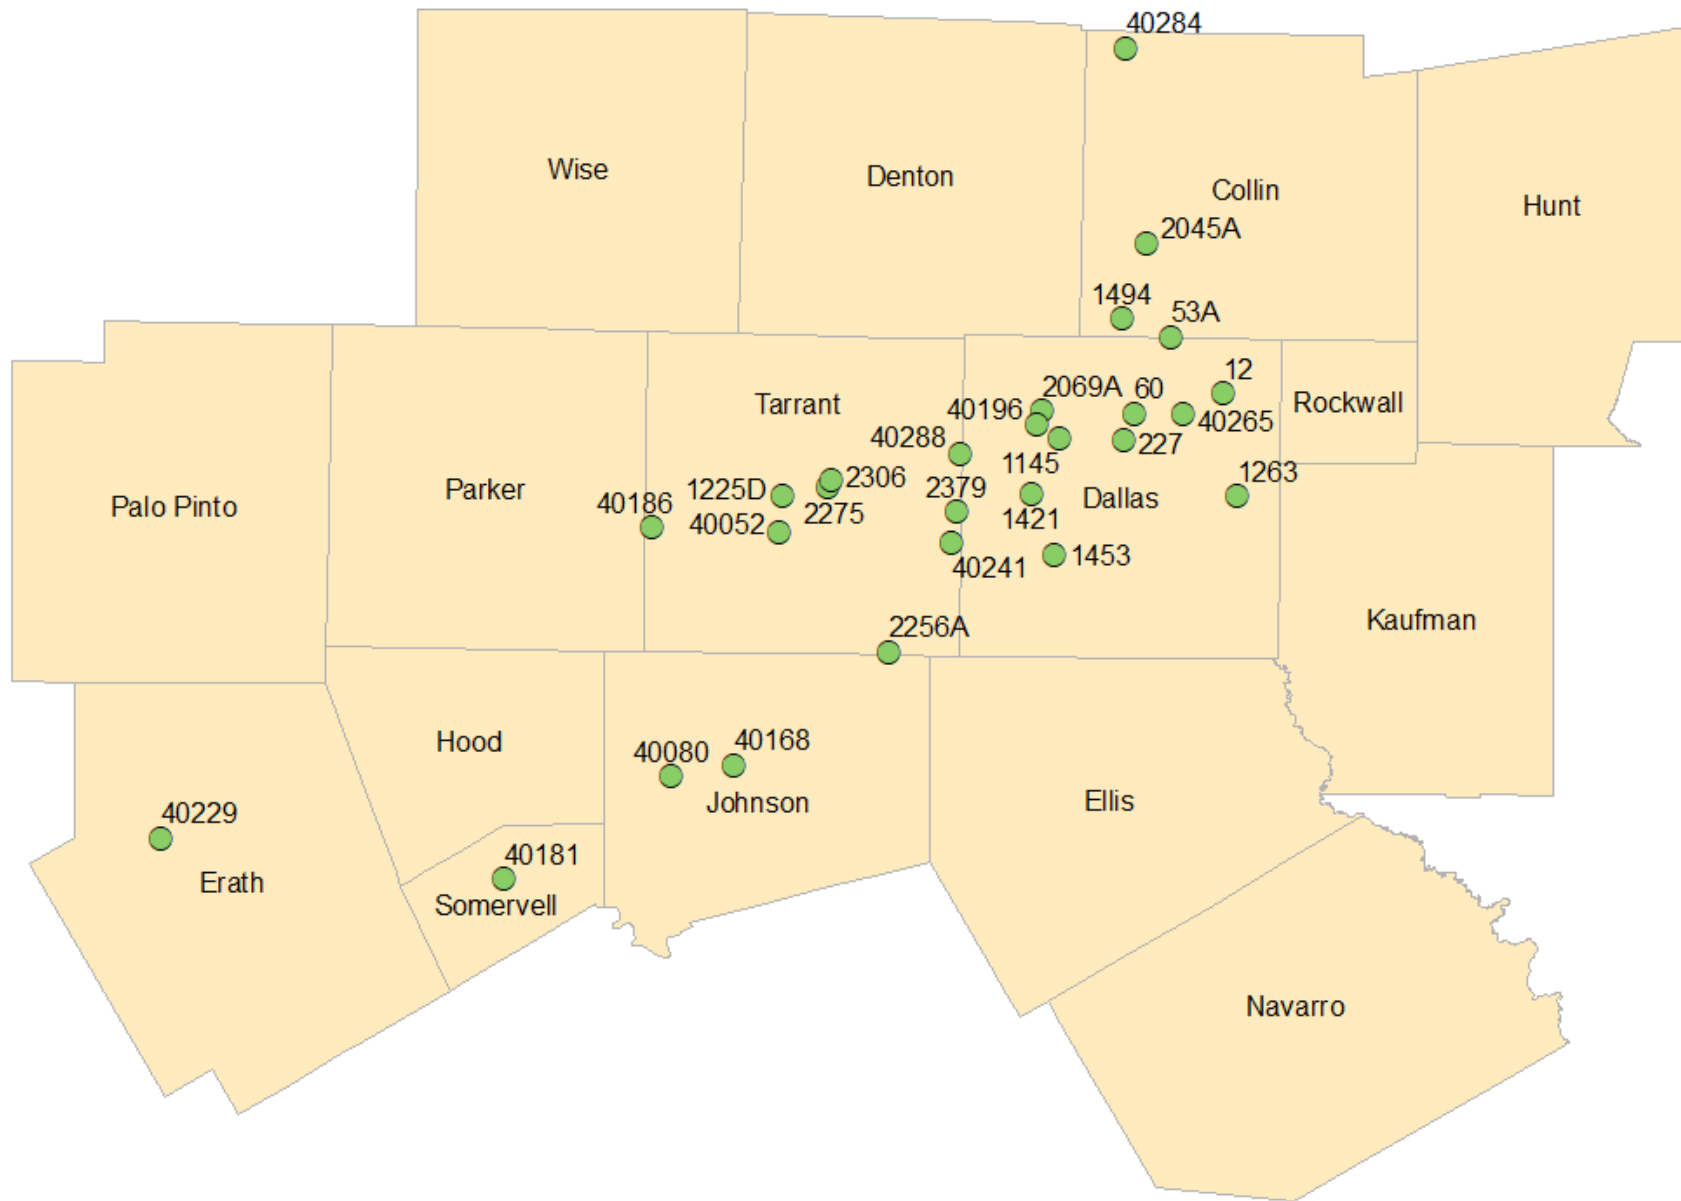 40284
Wise
Denton
Collin
Hunt
2045A
1494
53A
12
2069A
60
Tarrant
Rockwall
40196
40265
40288
227
1145
1263
2306
Parker
1225D
2379
Dallas
Palo Pinto
40186
2275
1421
40052
40241
1453
Kaufman
2256A
Hood
40168
40080
Johnson
Ellis
40229
40181
Erath
Somervell
Navarro